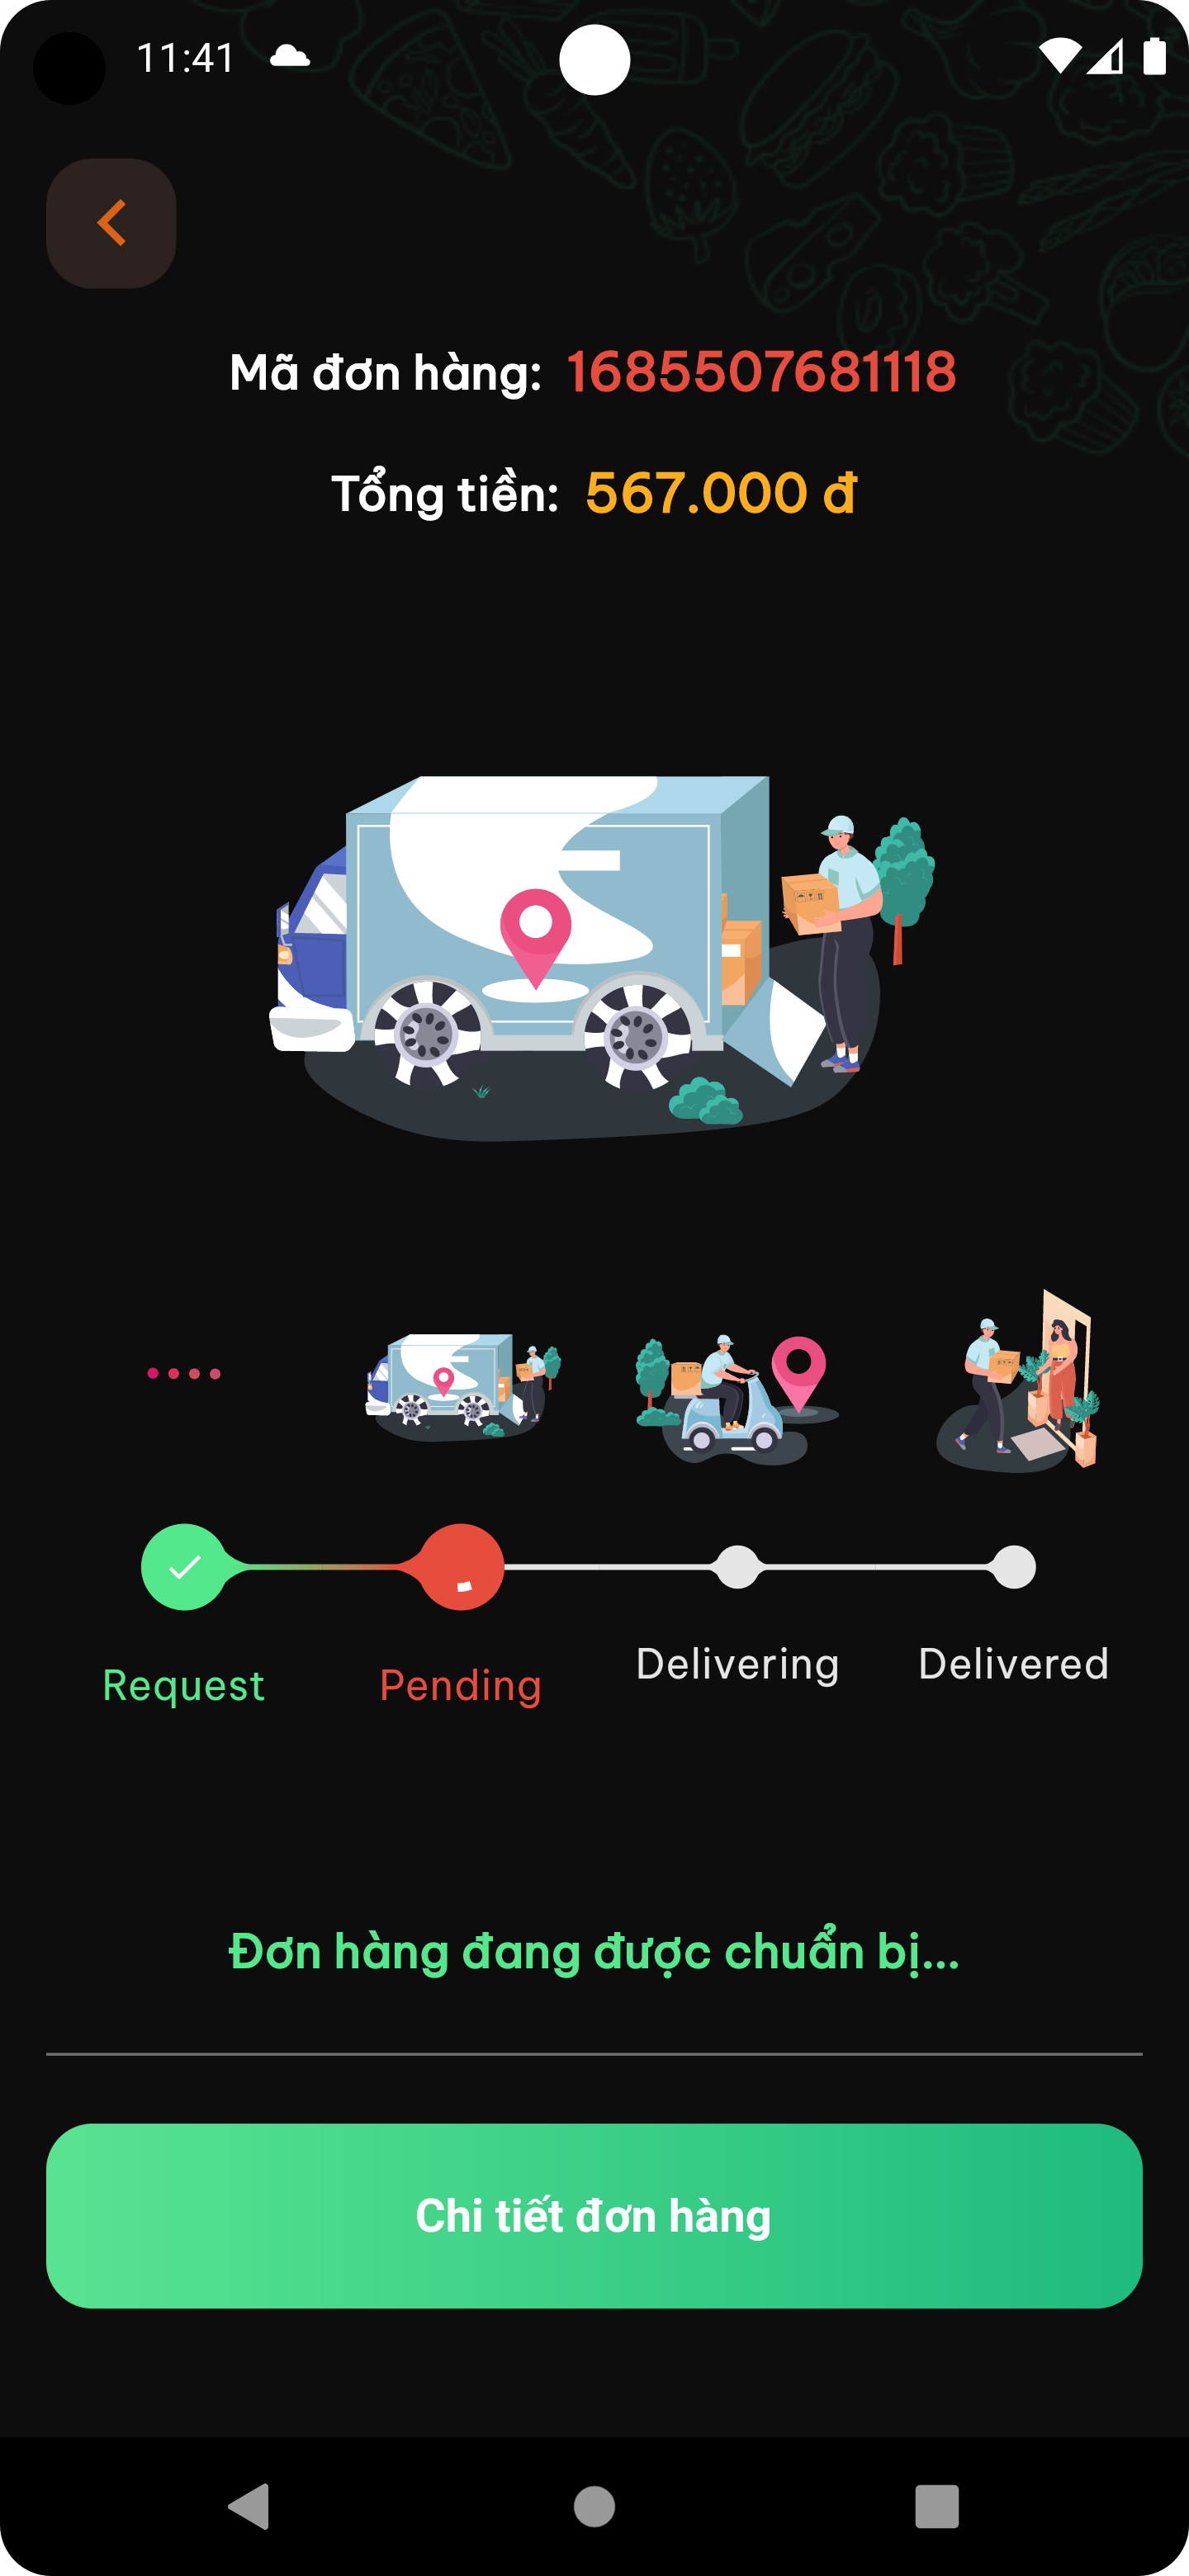 11:41
Mã đơn hàng: 1685507681118
Tổng tiền: 567.000 đ
Request Pending Delivering Delivered
Đơn hàng đang được chuẩn bị...
Chi tiết đơn hàng